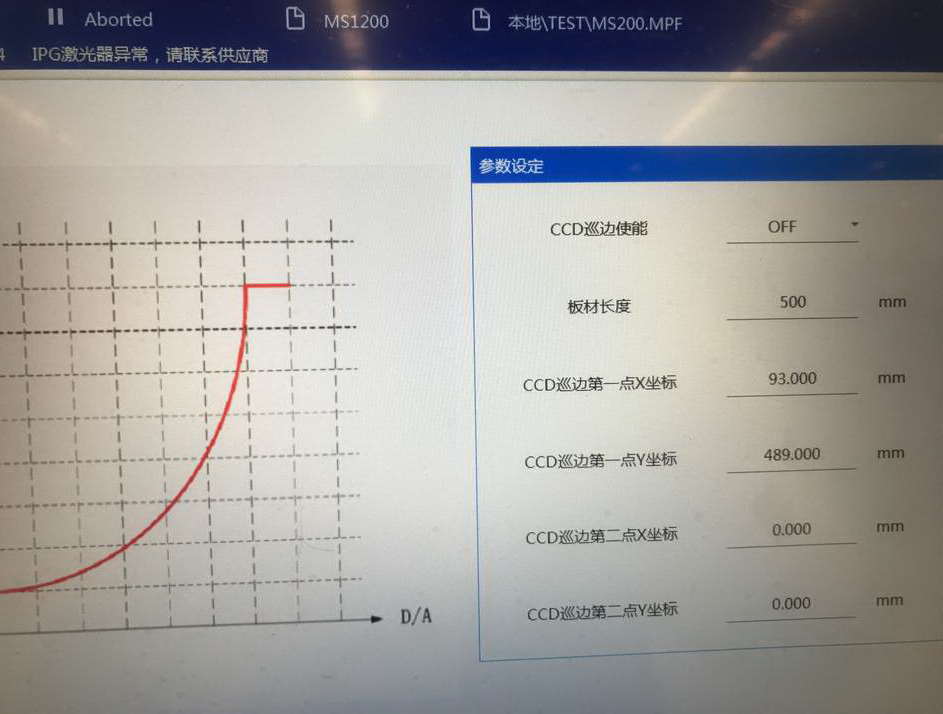 Aborted
MS1200
本地\TEST\MS200.MPF
4 IPG激光器异常，请联系供应商
参数设定
CCD巡边使能 OFF
板材长度 500 mm
CCD巡边第一点X坐标 93.000 mm
CCD巡边第一点Y坐标 489.000 mm
CCD巡边第二点X坐标 0.000 mm
CCD巡边第二点Y坐标 0.000 mm
D/A